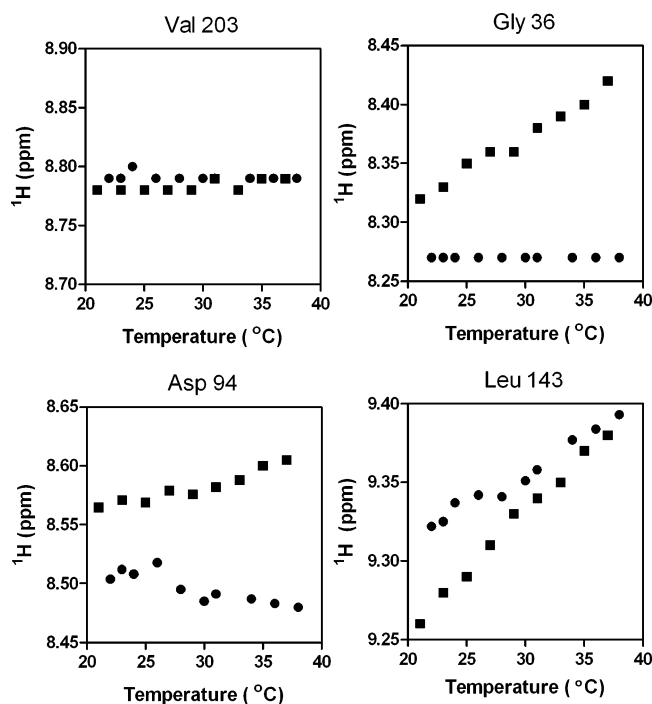 Val 203
8.90
8.85
8.80
8.75
8.70
20 25 30 35 40
¹H (ppm)
Temperature ( °C)
Gly 36
8.45
8.40
8.35
8.30
8.25
20 25 30 35 40
¹H (ppm)
Temperature ( °C)
Asp 94
8.65
8.60
8.55
8.50
8.45
20 25 30 35 40
¹H (ppm)
Temperature ( °C)
Leu 143
9.40
9.35
9.30
9.25
20 25 30 35 40
¹H (ppm)
Temperature ( °C)